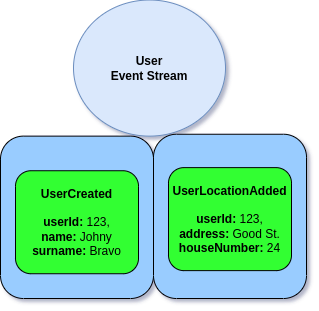 User
Event Stream
UserCreated
userId: 123,
name: Johny
surname: Bravo
UserLocationAdded
userId: 123,
address: Good St.
houseNumber: 24